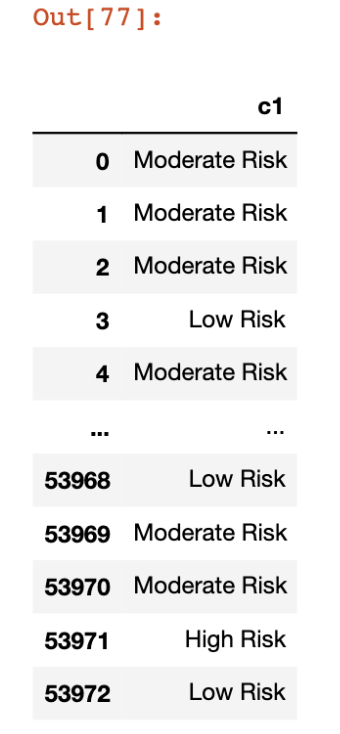 Out[77]:
c1
0 Moderate Risk
1 Moderate Risk
2 Moderate Risk
3 Low Risk
4 Moderate Risk
... ...
53968 Low Risk
53969 Moderate Risk
53970 Moderate Risk
53971 High Risk
53972 Low Risk